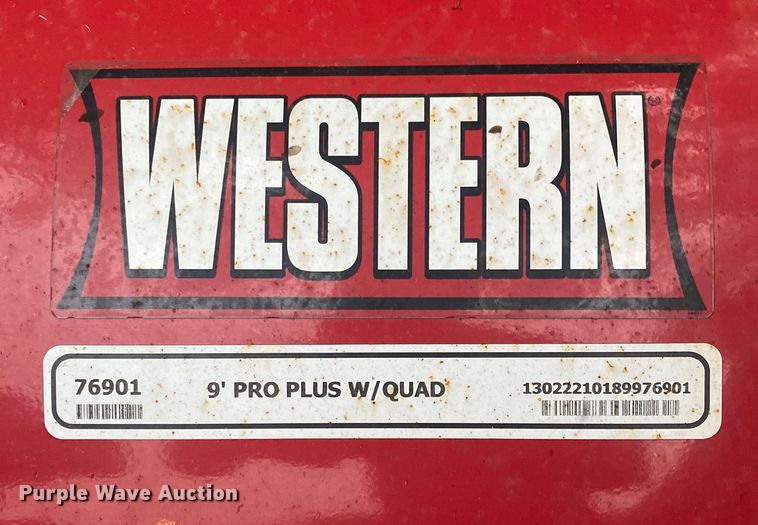 WESTERN®
76901 9' PRO PLUS W/QUAD 13022210189976901
Purple Wave Auction